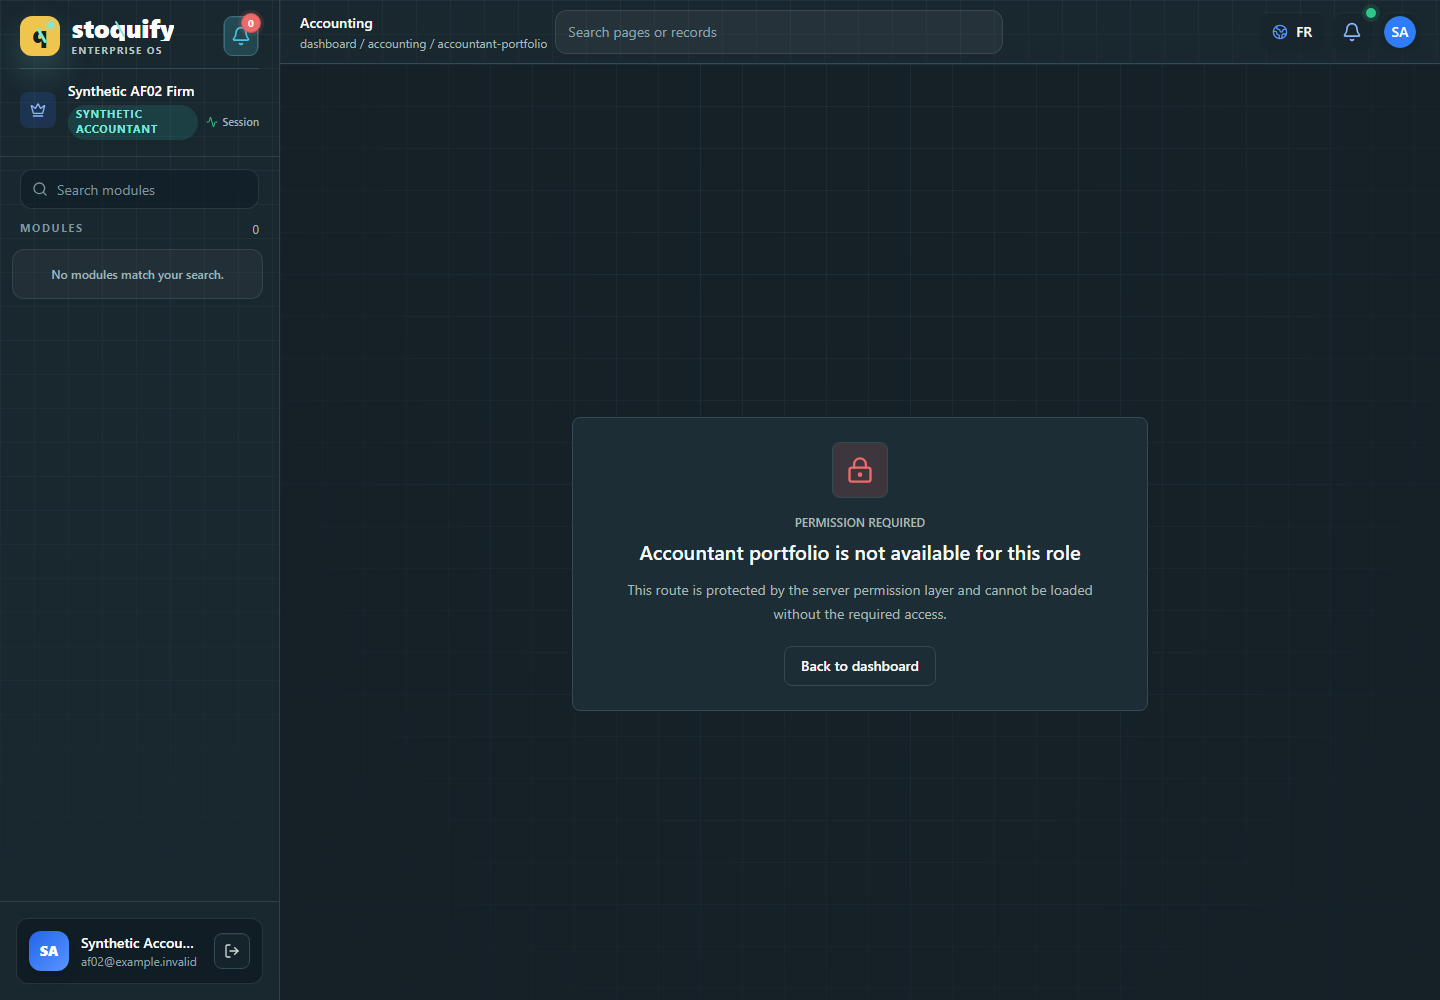 stoquify
ENTERPRISE OS
0
Synthetic AF02 Firm
SYNTHETIC
ACCOUNTANT
Session
Search modules
MODULES
0
No modules match your search.
Synthetic Accou...
SA
af02@example.invalid
Accounting
dashboard / accounting / accountant-portfolio
Search pages or records
FR
SA
PERMISSION REQUIRED
Accountant portfolio is not available for this role
This route is protected by the server permission layer and cannot be loaded
without the required access.
Back to dashboard